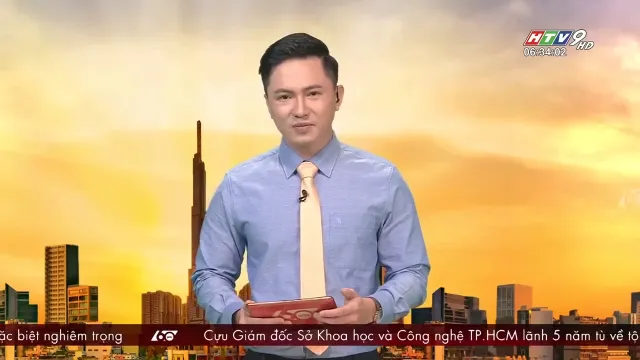 HTV9 HD
06:34:02
ặc biệt nghiêm trọng 60 Cựu Giám đốc Sở Khoa học và Công nghệ TP.HCM lãnh 5 năm tù về tộ